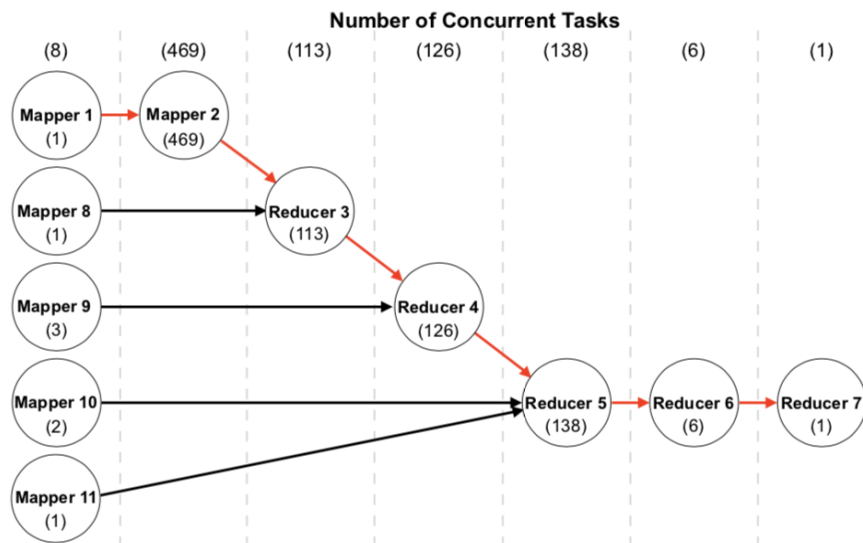 Number of Concurrent Tasks
(8) (469) (113) (126) (138) (6) (1)
Mapper 1
(1)
Mapper 2
(469)
Mapper 8
(1)
Reducer 3
(113)
Mapper 9
(3)
Reducer 4
(126)
Mapper 10
(2)
Reducer 5
(138)
Reducer 6
(6)
Reducer 7
(1)
Mapper 11
(1)